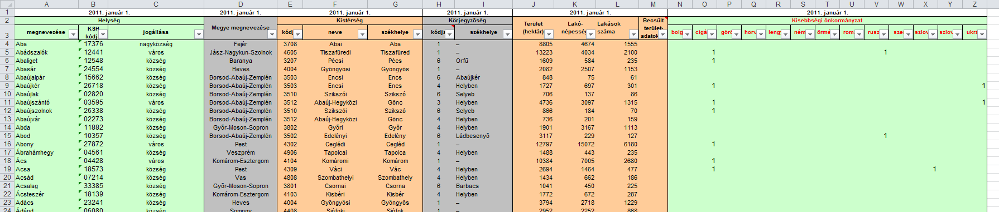 A B C D E F G H I J K L M N O P Q R S T U V W X Y Z
1 2011. január 1. 2011. január 1. 2011. január 1. 2011. január 1. 2011. január 1. 2011. január 1.
2 Helység Megye megnevezése Kistérség Körjegyzőség Terület (hektár) Lakó-népesség Lakások száma Becsült terület-adatok Kisebbségi önkormányzat
3 megnevezése KSH kódja jogállása kódj neve székhelye kódja székhelye bolg cigá görö horv leng ném örmé rom rusz sze szlov szlov ukrá
4 Aba 17376 nagyközség Fejér 3708 Abai Aba 1 – 8805 4674 1555
5 Abádszalók 12441 város Jász-Nagykun-Szolnok 4605 Tiszafüredi Tiszafüred 1 – 13223 4034 2100 1 1
6 Abaliget 12548 község Baranya 3207 Pécsi Pécs 6 Orfű 1609 584 235 1
7 Abasár 24554 község Heves 4004 Gyöngyösi Gyöngyös 1 – 2082 2507 1153
8 Abaújalpár 15662 község Borsod-Abaúj-Zemplén 3503 Encsi Encs 6 Abaújkér 848 75 61
9 Abaújkér 26718 község Borsod-Abaúj-Zemplén 3503 Encsi Encs 4 Helyben 1727 697 301 1 1
10 Abaújlak 02820 község Borsod-Abaúj-Zemplén 3510 Szikszói Szikszó 6 Selyeb 706 137 86
11 Abaújszántó 03595 város Borsod-Abaúj-Zemplén 3512 Abaúj-Hegyközi Gönc 3 Helyben 4736 3097 1315 1 1
12 Abaújszolnok 26338 község Borsod-Abaúj-Zemplén 3510 Szikszói Szikszó 6 Selyeb 866 184 70 1
13 Abaújvár 02273 község Borsod-Abaúj-Zemplén 3512 Abaúj-Hegyközi Gönc 4 Helyben 736 201 159
14 Abda 11882 község Győr-Moson-Sopron 3802 Győri Győr 4 Helyben 1901 3167 1113
15 Abod 10357 község Borsod-Abaúj-Zemplén 3502 Edelényi Edelény 6 Ládbesenyő 3117 229 127 1
16 Abony 27872 város Pest 4302 Ceglédi Cegléd 1 – 12797 15072 6180 1
17 Ábrahámhegy 04561 község Veszprém 4906 Tapolcai Tapolca 4 Helyben 1488 443 235
18 Ács 04428 város Komárom-Esztergom 4104 Komáromi Komárom 1 – 10384 7005 2680 1
19 Acsa 18573 község Pest 4309 Váci Vác 4 Helyben 2694 1464 477 1 1
20 Acsád 07214 község Vas 4808 Szombathelyi Szombathely 4 Helyben 1434 662 186
21 Acsalag 33385 község Győr-Moson-Sopron 3801 Csornai Csorna 6 Barbacs 1041 450 225
22 Ácsteszér 18139 község Komárom-Esztergom 4103 Kisbéri Kisbér 4 Helyben 1772 672 287
23 Adács 23241 község Heves 4004 Gyöngyösi Gyöngyös 1 – 3794 2718 1229
24 Ádánd 06080 község Somogy 4408 Siófoki Siófok 1 – 2952 2252 868